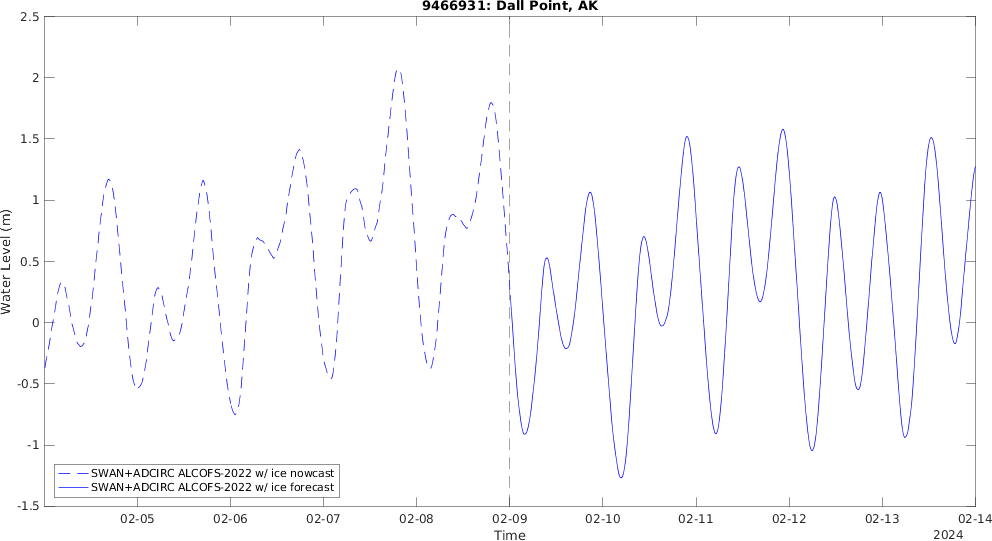 9466931: Dall Point, AK
2.5
2
1.5
1
0.5
0
-0.5
-1
-1.5
Water Level (m)
SWAN+ADCIRC ALCOFS-2022 w/ ice nowcast
SWAN+ADCIRC ALCOFS-2022 w/ ice forecast
02-05 02-06 02-07 02-08 02-09 02-10 02-11 02-12 02-13 02-14
Time
2024